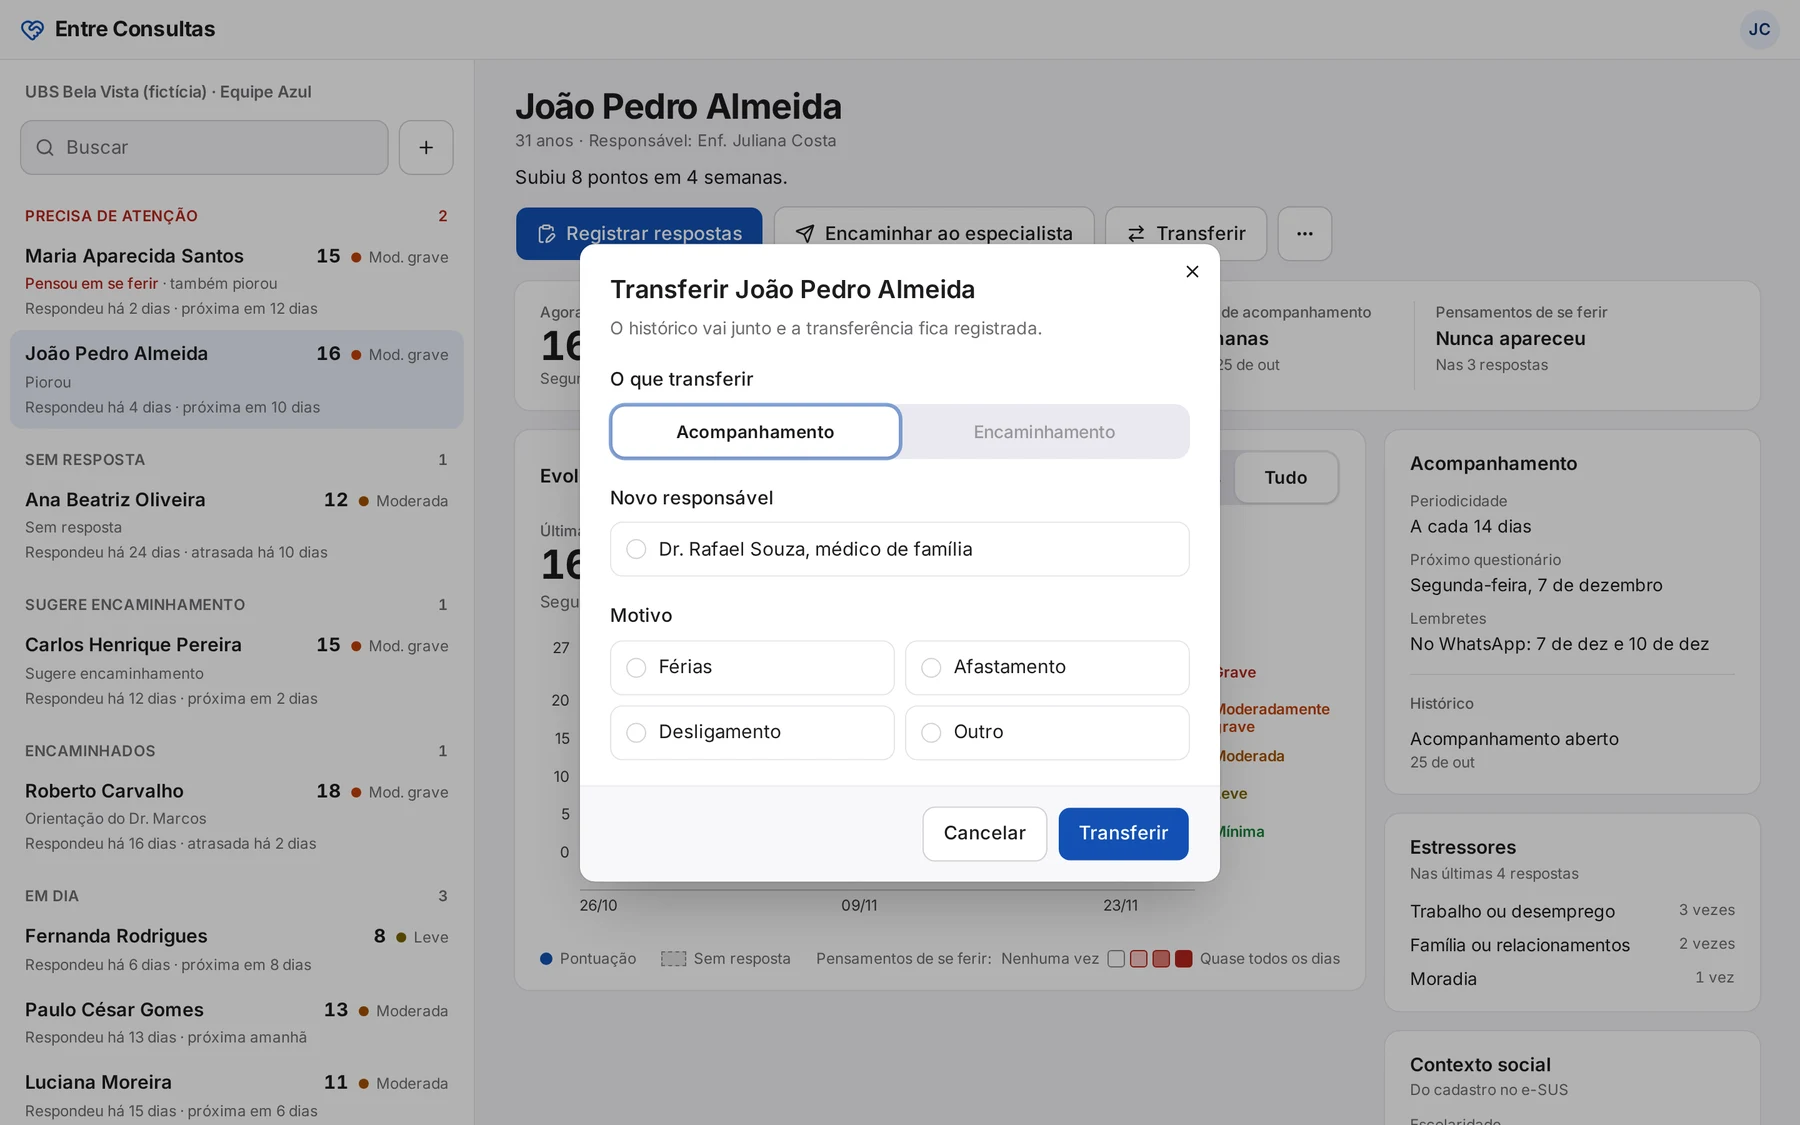 Entre Consultas
JC
UBS Bela Vista (fictícia) · Equipe Azul
Buscar
+
PRECISA DE ATENÇÃO 2
Maria Aparecida Santos 15 Mod. grave
Pensou em se ferir · também piorou
Respondeu há 2 dias · próxima em 12 dias
João Pedro Almeida 16 Mod. grave
Piorou
Respondeu há 4 dias · próxima em 10 dias
SEM RESPOSTA 1
Ana Beatriz Oliveira 12 Moderada
Sem resposta
Respondeu há 24 dias · atrasada há 10 dias
SUGERE ENCAMINHAMENTO 1
Carlos Henrique Pereira 15 Mod. grave
Sugere encaminhamento
Respondeu há 12 dias · próxima em 2 dias
ENCAMINHADOS 1
Roberto Carvalho 18 Mod. grave
Orientação do Dr. Marcos
Respondeu há 16 dias · atrasada há 2 dias
EM DIA 3
Fernanda Rodrigues 8 Leve
Respondeu há 6 dias · próxima em 8 dias
Paulo César Gomes 13 Moderada
Respondeu há 13 dias · próxima amanhã
Luciana Moreira 11 Moderada
Respondeu há 15 dias · próxima em 6 dias
João Pedro Almeida
31 anos · Responsável: Enf. Juliana Costa
Subiu 8 pontos em 4 semanas.
Registrar respostas
Encaminhar ao especialista
Transferir
Agora
16
de acompanhamento
25 de out
Pensamentos de se ferir
Nunca apareceu
Nas 3 respostas
Transferir João Pedro Almeida
O histórico vai junto e a transferência fica registrada.
O que transferir
Acompanhamento
Encaminhamento
Novo responsável
Dr. Rafael Souza, médico de família
Motivo
Férias
Afastamento
Desligamento
Outro
Cancelar
Transferir
Tudo
16
27
20
15
10
5
0
Grave
Moderadamente
grave
Moderada
Leve
Mínima
26/10
09/11
23/11
Pontuação
Sem resposta
Pensamentos de se ferir: Nenhuma vez
Quase todos os dias
Acompanhamento
Periodicidade
A cada 14 dias
Próximo questionário
Segunda-feira, 7 de dezembro
Lembretes
No WhatsApp: 7 de dez e 10 de dez
Histórico
Acompanhamento aberto
25 de out
Estressores
Nas últimas 4 respostas
Trabalho ou desemprego 3 vezes
Família ou relacionamentos 2 vezes
Moradia 1 vez
Contexto social
Do cadastro no e-SUS